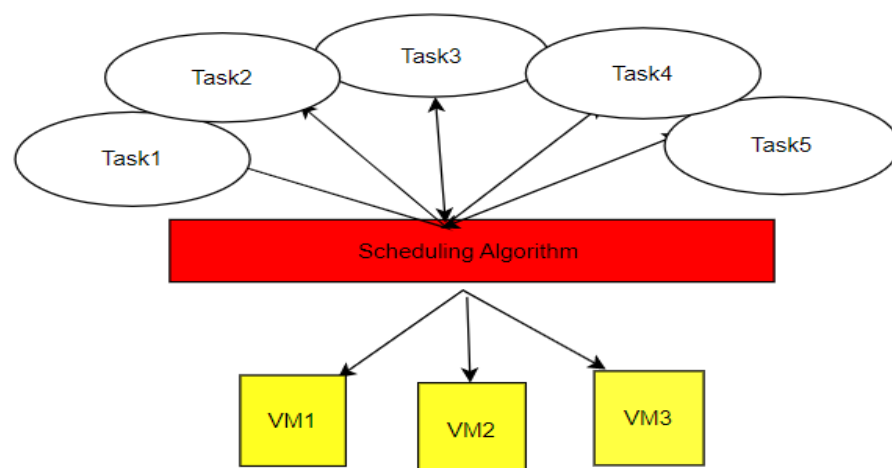 Task1
Task2
Task3
Task4
Task5
Scheduling Algorithm
VM1
VM2
VM3